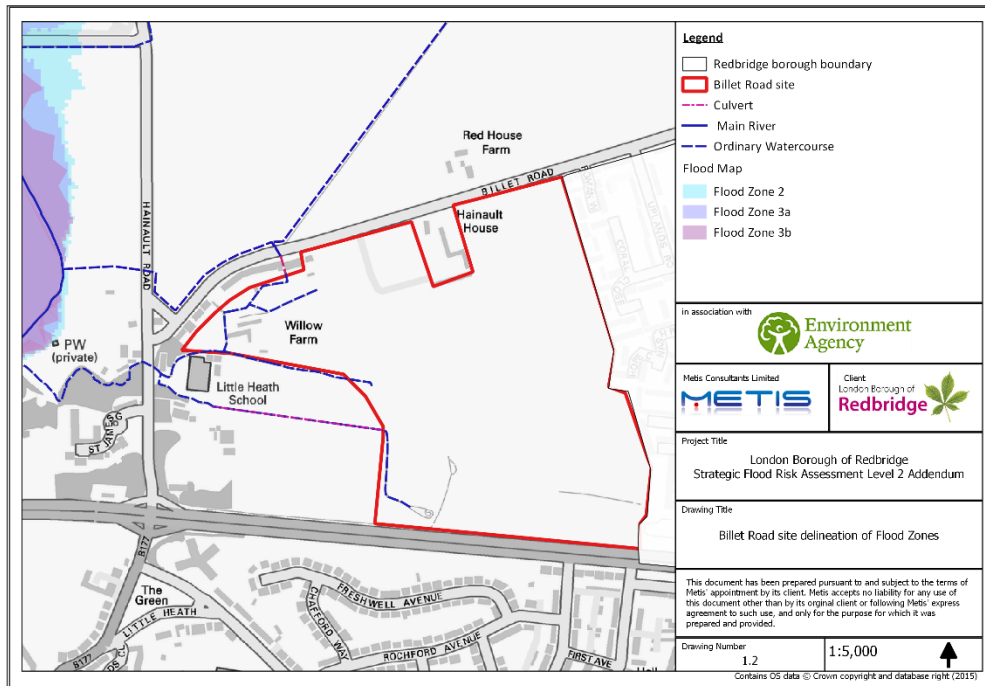 HAINAULT ROAD
Red House
Farm
BILLET ROAD
Hainault
House
UPLANDS RD
Willow
Farm
PW
(private)
Little Heath
School
ST JAMES
B177
The
Green
LITTLE HEATH
B177
FRESHWELL AVENUE
CHAFFORD WAY
ROCHFORD AVENUE
FIRST AVE
Legend
Redbridge borough boundary
Billet Road site
Culvert
Main River
Ordinary Watercourse
Flood Map
Flood Zone 2
Flood Zone 3a
Flood Zone 3b
in association with
Environment
Agency
Metis Consultants Limited
METIS
Client
London Borough of
Redbridge
Project Title
London Borough of Redbridge
Strategic Flood Risk Assessment Level 2 Addendum
Drawing Title
Billet Road site delineation of Flood Zones
This document has been prepared pursuant to and subject to the terms of
Metis' appointment by its client. Metis accepts no liability for any use of
this document other than by its orginal client or following Metis' express
agreement to such use, and only for the purpose for which it was
prepared and provided.
Drawing Number
1.2
1:5,000
Contains OS data © Crown copyright and database right (2015)